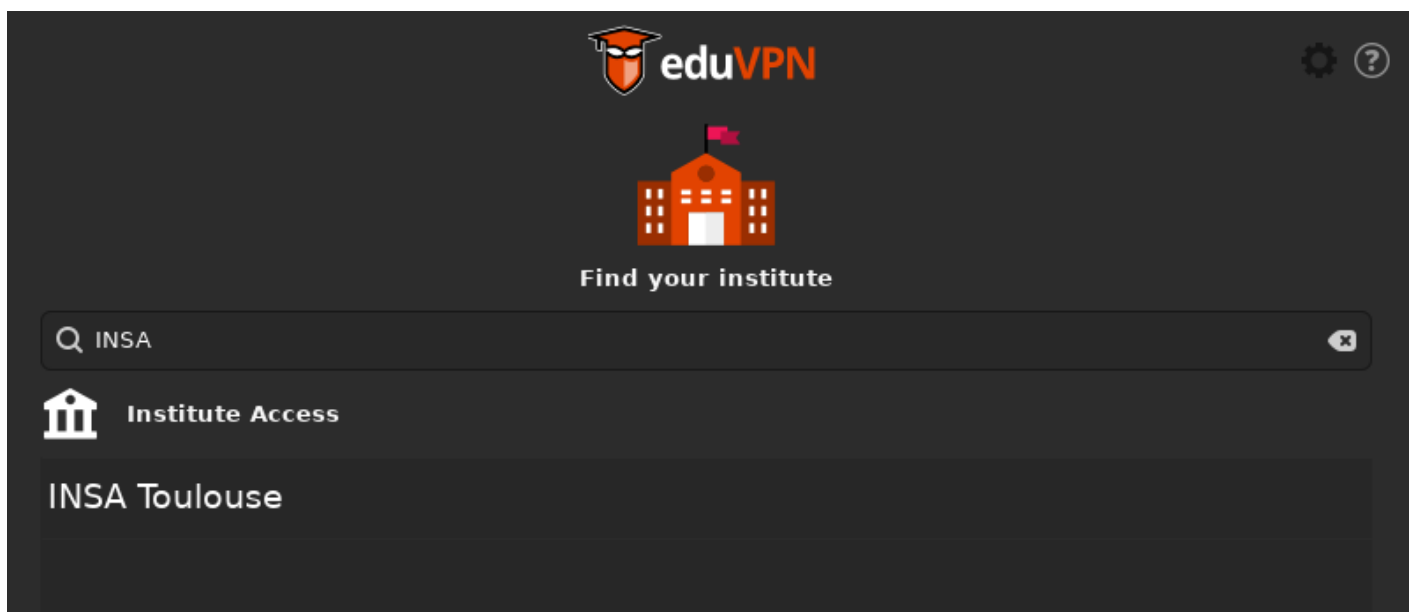 eduVPN
?
Find your institute
INSA
Institute Access
INSA Toulouse